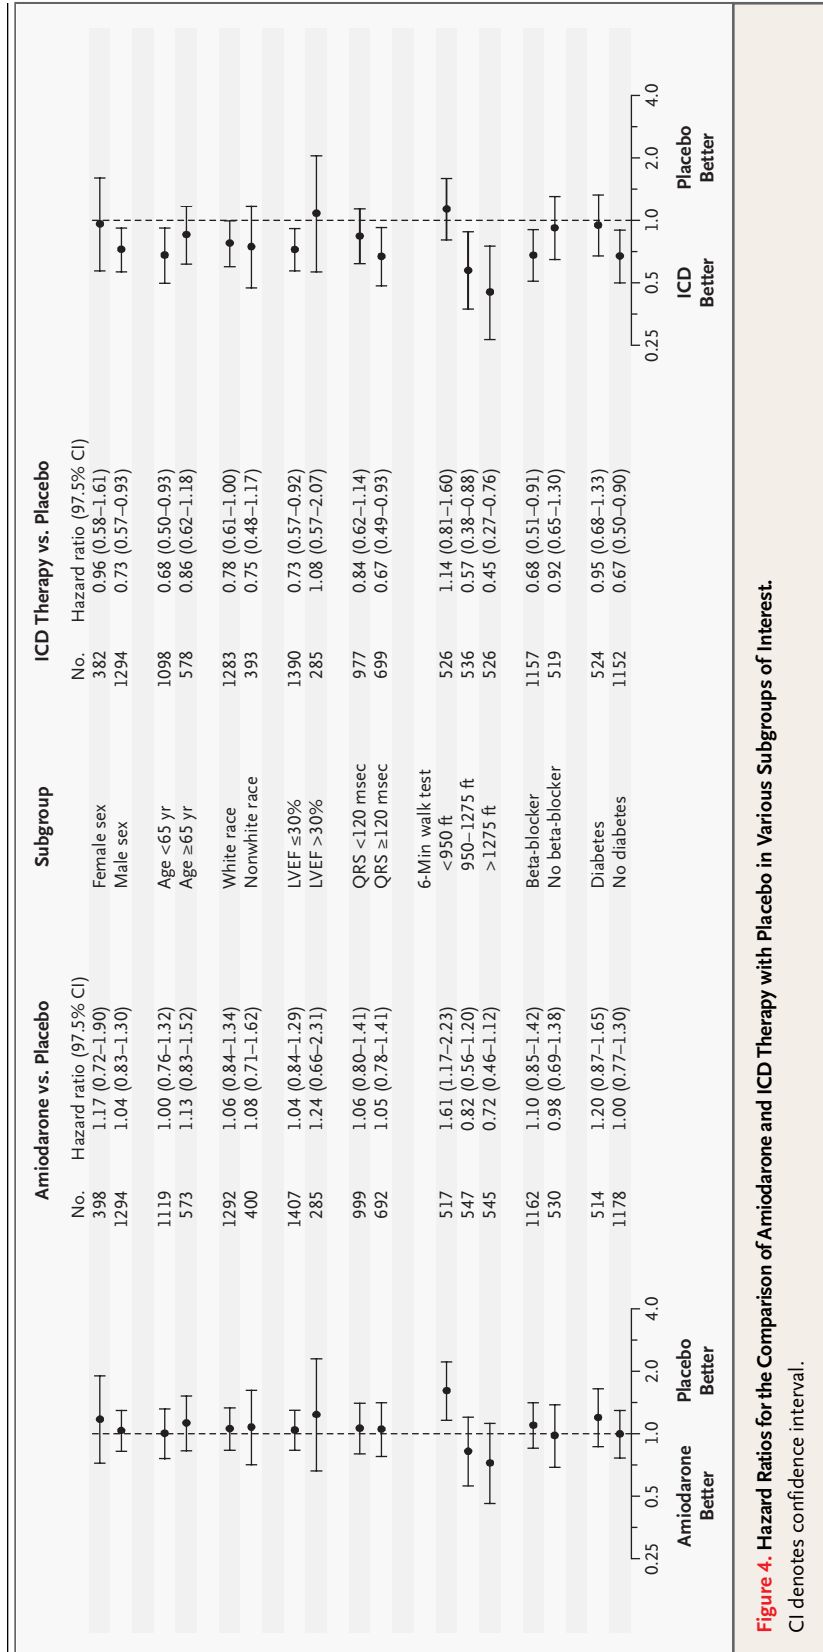 Amiodarone vs. Placebo Subgroup ICD Therapy vs. Placebo
No. Hazard ratio (97.5% CI) No. Hazard ratio (97.5% CI)
398 1.17 (0.72–1.90) Female sex 382 0.96 (0.58–1.61)
1294 1.04 (0.83–1.30) Male sex 1294 0.73 (0.57–0.93)
1119 1.00 (0.76–1.32) Age <65 yr 1098 0.68 (0.50–0.93)
573 1.13 (0.83–1.52) Age ≥65 yr 578 0.86 (0.62–1.18)
1292 1.06 (0.84–1.34) White race 1283 0.78 (0.61–1.00)
400 1.08 (0.71–1.62) Nonwhite race 393 0.75 (0.48–1.17)
1407 1.04 (0.84–1.29) LVEF ≤30% 1390 0.73 (0.57–0.92)
285 1.24 (0.66–2.31) LVEF >30% 285 1.08 (0.57–2.07)
999 1.06 (0.80–1.41) QRS <120 msec 977 0.84 (0.62–1.14)
692 1.05 (0.78–1.41) QRS ≥120 msec 699 0.67 (0.49–0.93)
6-Min walk test
517 1.61 (1.17–2.23) <950 ft 526 1.14 (0.81–1.60)
547 0.82 (0.56–1.20) 950–1275 ft 536 0.57 (0.38–0.88)
545 0.72 (0.46–1.12) >1275 ft 526 0.45 (0.27–0.76)
1162 1.10 (0.85–1.42) Beta-blocker 1157 0.68 (0.51–0.91)
530 0.98 (0.69–1.38) No beta-blocker 519 0.92 (0.65–1.30)
514 1.20 (0.87–1.65) Diabetes 524 0.95 (0.68–1.33)
1178 1.00 (0.77–1.30) No diabetes 1152 0.67 (0.50–0.90)
0.25 0.5 1.0 2.0 4.0 0.25 0.5 1.0 2.0 4.0
Amiodarone Placebo ICD Placebo
Better Better Better Better
Figure 4. Hazard Ratios for the Comparison of Amiodarone and ICD Therapy with Placebo in Various Subgroups of Interest.
CI denotes confidence interval.